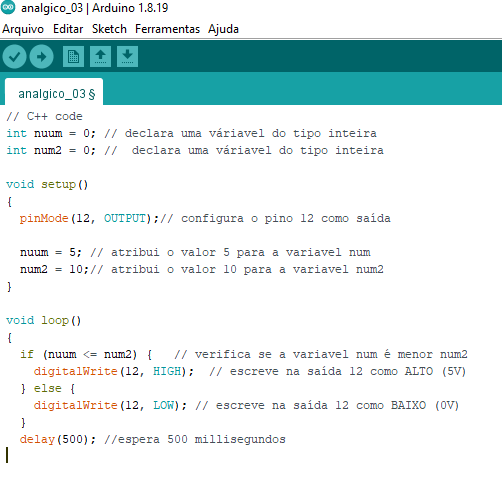 analgico_03 | Arduino 1.8.19
Arquivo Editar Sketch Ferramentas Ajuda
analgico_03 §
// C++ code
int nuum = 0; // declara uma váriavel do tipo inteira
int num2 = 0; //  declara uma váriavel do tipo inteira

void setup()
{
  pinMode(12, OUTPUT);// configura o pino 12 como saída

  nuum = 5; // atribui o valor 5 para a variavel num
  num2 = 10;// atribui o valor 10 para a variavel num2
}

void loop()
{
  if (nuum <= num2) {   // verifica se a variavel num é menor num2
    digitalWrite(12, HIGH);  // escreve na saída 12 como ALTO (5V)
  } else {
    digitalWrite(12, LOW); // escreve na saída 12 como BAIXO (0V)
  }
  delay(500); //espera 500 millisegundos